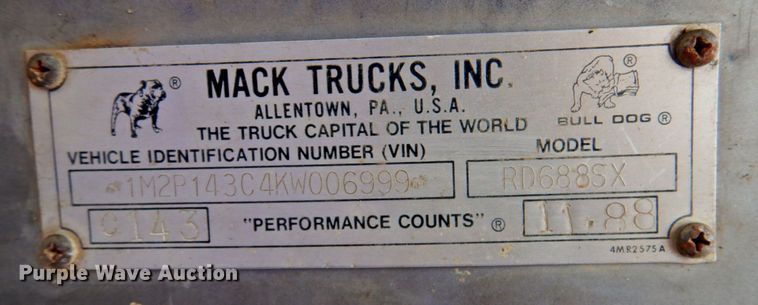 MACK TRUCKS, INC.
ALLENTOWN, PA., U.S.A.
THE TRUCK CAPITAL OF THE WORLD
®
®
BULL DOG ®
VEHICLE IDENTIFICATION NUMBER (VIN)
MODEL
1M2P143C4KW006999
RD688SX
C143
"PERFORMANCE COUNTS" ®
11.88
4MR2575A
Purple Wave Auction